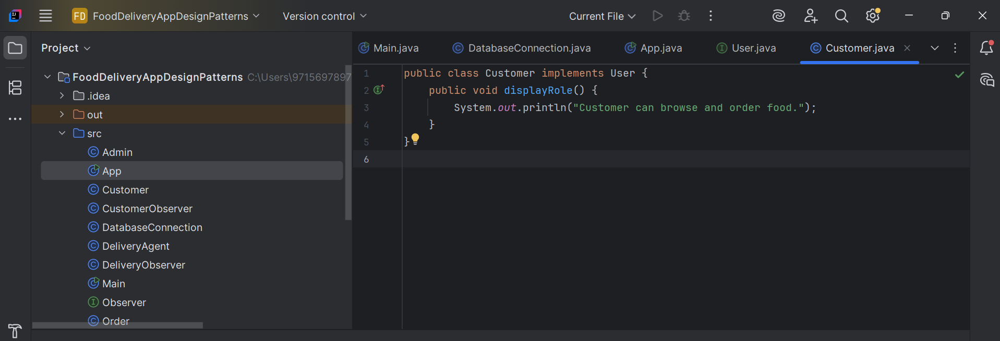 FD FoodDeliveryAppDesignPatterns Version control Current File
Project
Main.java DatabaseConnection.java App.java User.java Customer.java
FoodDeliveryAppDesignPatterns C:\Users\9715697897
.idea
out
src
Admin
App
Customer
CustomerObserver
DatabaseConnection
DeliveryAgent
DeliveryObserver
Main
Observer
Order
1 public class Customer implements User {
2 public void displayRole() {
3 System.out.println("Customer can browse and order food.");
4 }
5 }
6